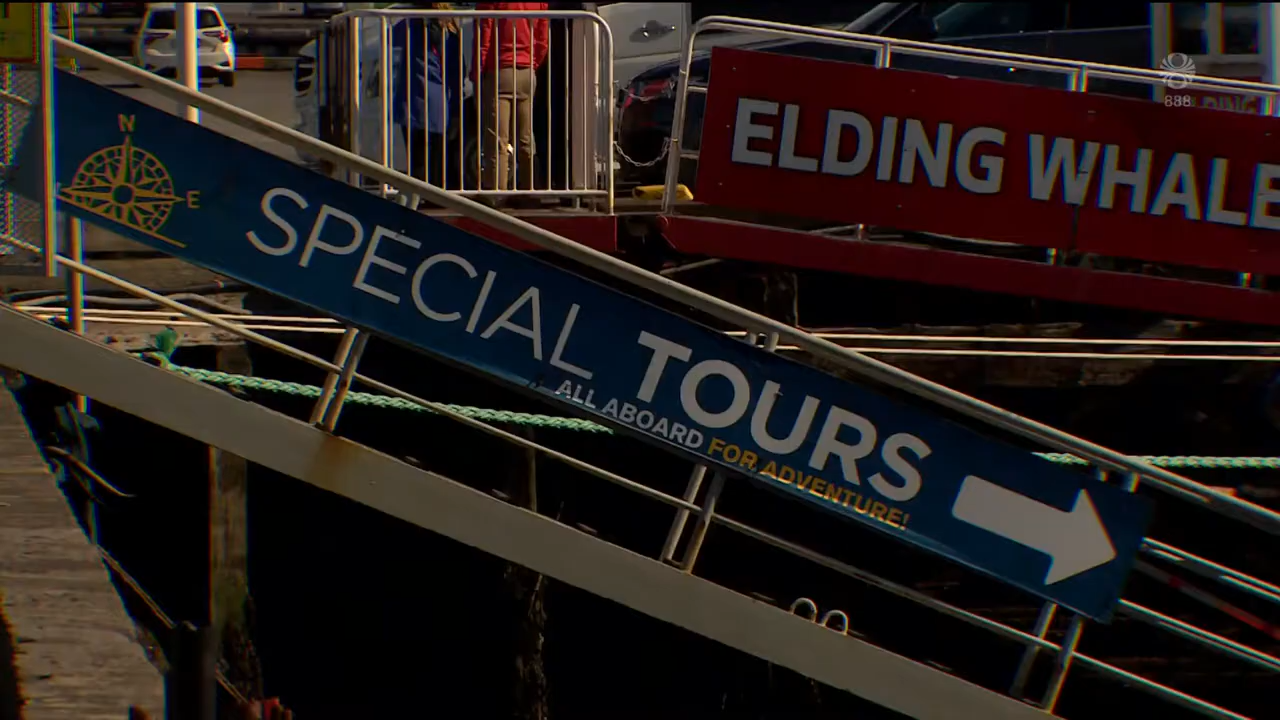 N
E
SPECIAL TOURS
ALL ABOARD FOR ADVENTURE!
ELDING WHALE
888